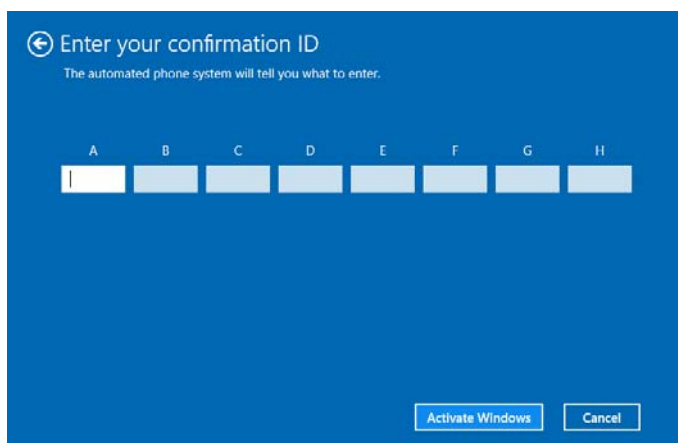 Enter your confirmation ID
The automated phone system will tell you what to enter.
A B C D E F G H
Activate Windows Cancel